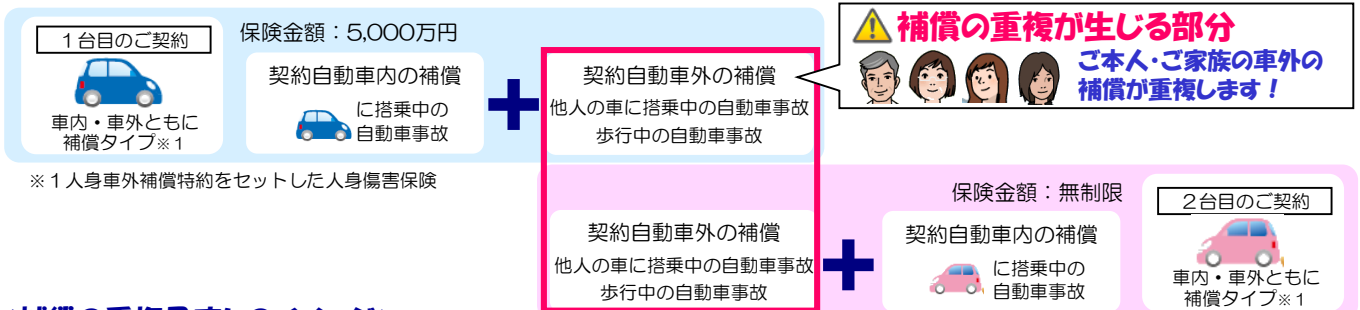 1台目のご契約
車内・車外ともに
補償タイプ※1
保険金額：5,000万円
契約自動車内の補償
に搭乗中の
自動車事故
契約自動車外の補償
他人の車に搭乗中の自動車事故
歩行中の自動車事故
補償の重複が生じる部分
ご本人・ご家族の車外の
補償が重複します！
※1人身車外補償特約をセットした人身傷害保険
契約自動車外の補償
他人の車に搭乗中の自動車事故
歩行中の自動車事故
保険金額：無制限
契約自動車内の補償
に搭乗中の
自動車事故
2台目のご契約
車内・車外ともに
補償タイプ※1